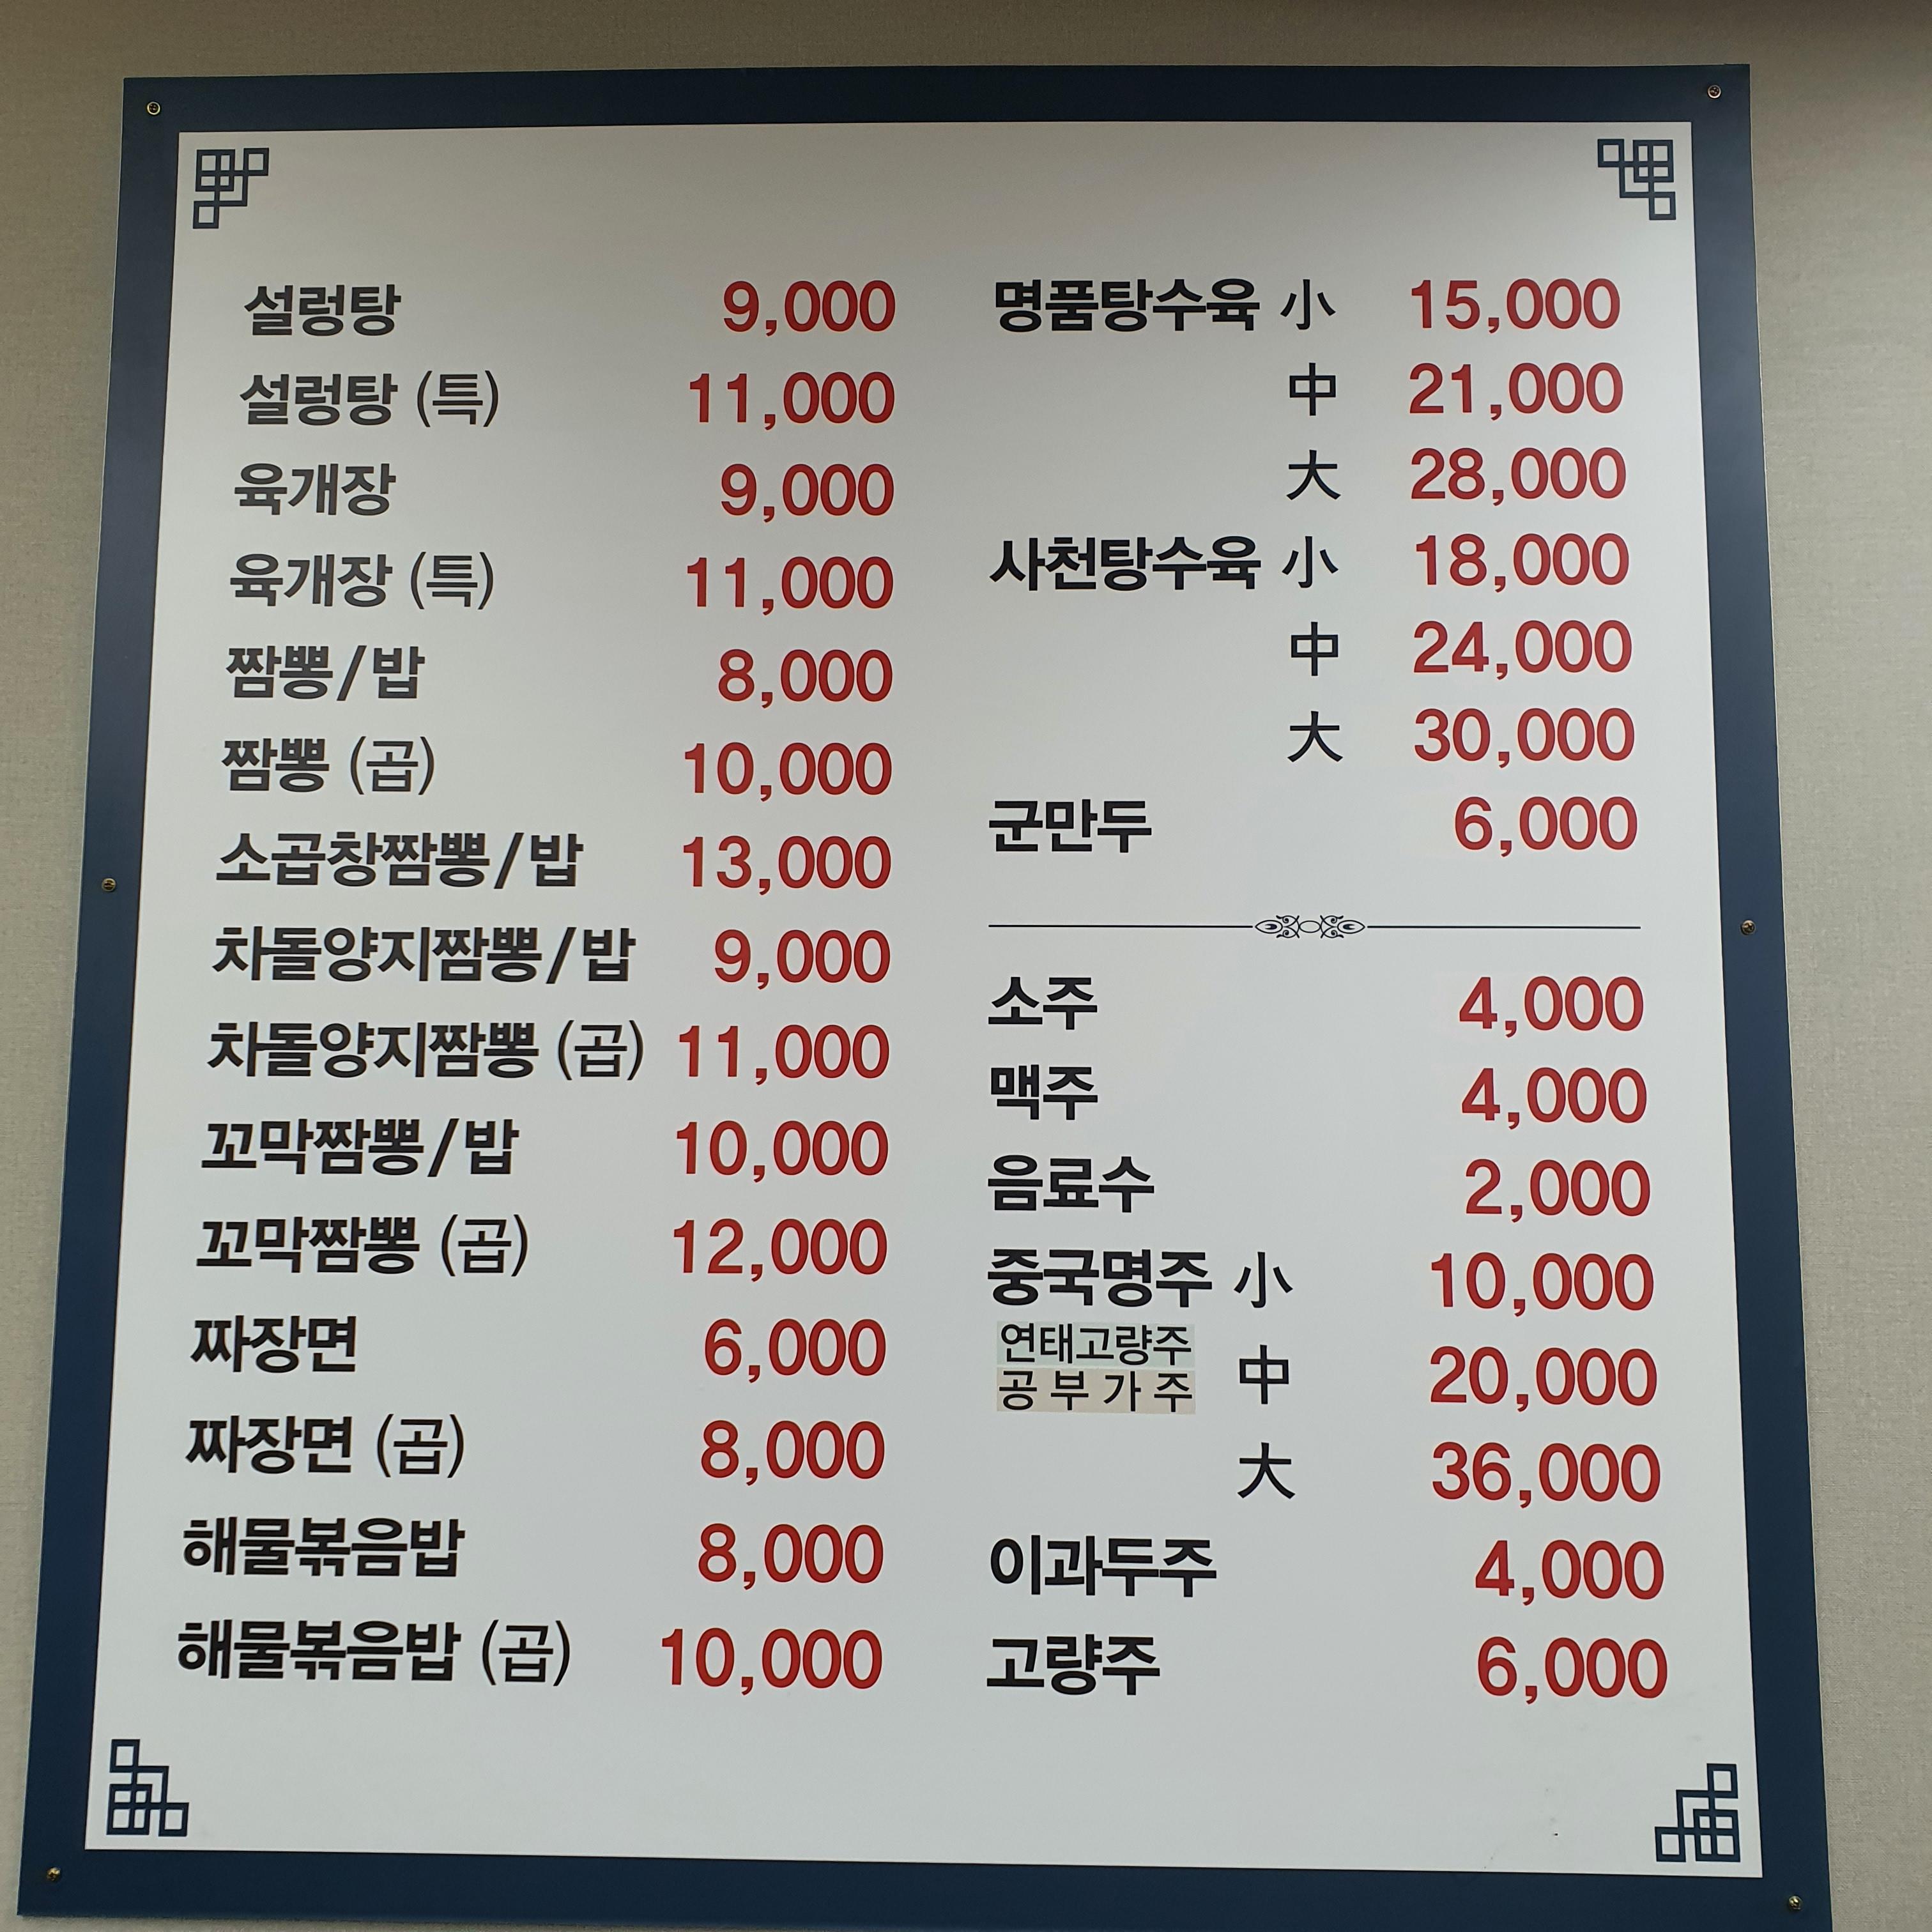 설렁탕 9,000
설렁탕 (특) 11,000
육개장 9,000
육개장 (특) 11,000
짬뽕/밥 8,000
짬뽕 (곱) 10,000
소곱창짬뽕/밥 13,000
차돌양지짬뽕/밥 9,000
차돌양지짬뽕 (곱) 11,000
꼬막짬뽕/밥 10,000
꼬막짬뽕 (곱) 12,000
짜장면 6,000
짜장면 (곱) 8,000
해물볶음밥 8,000
해물볶음밥 (곱) 10,000
명품탕수육 小 15,000
中 21,000
大 28,000
사천탕수육 小 18,000
中 24,000
大 30,000
군만두 6,000
소주 4,000
맥주 4,000
음료수 2,000
중국명주 小 10,000
연태고량주
공부가주 中 20,000
大 36,000
이과두주 4,000
고량주 6,000